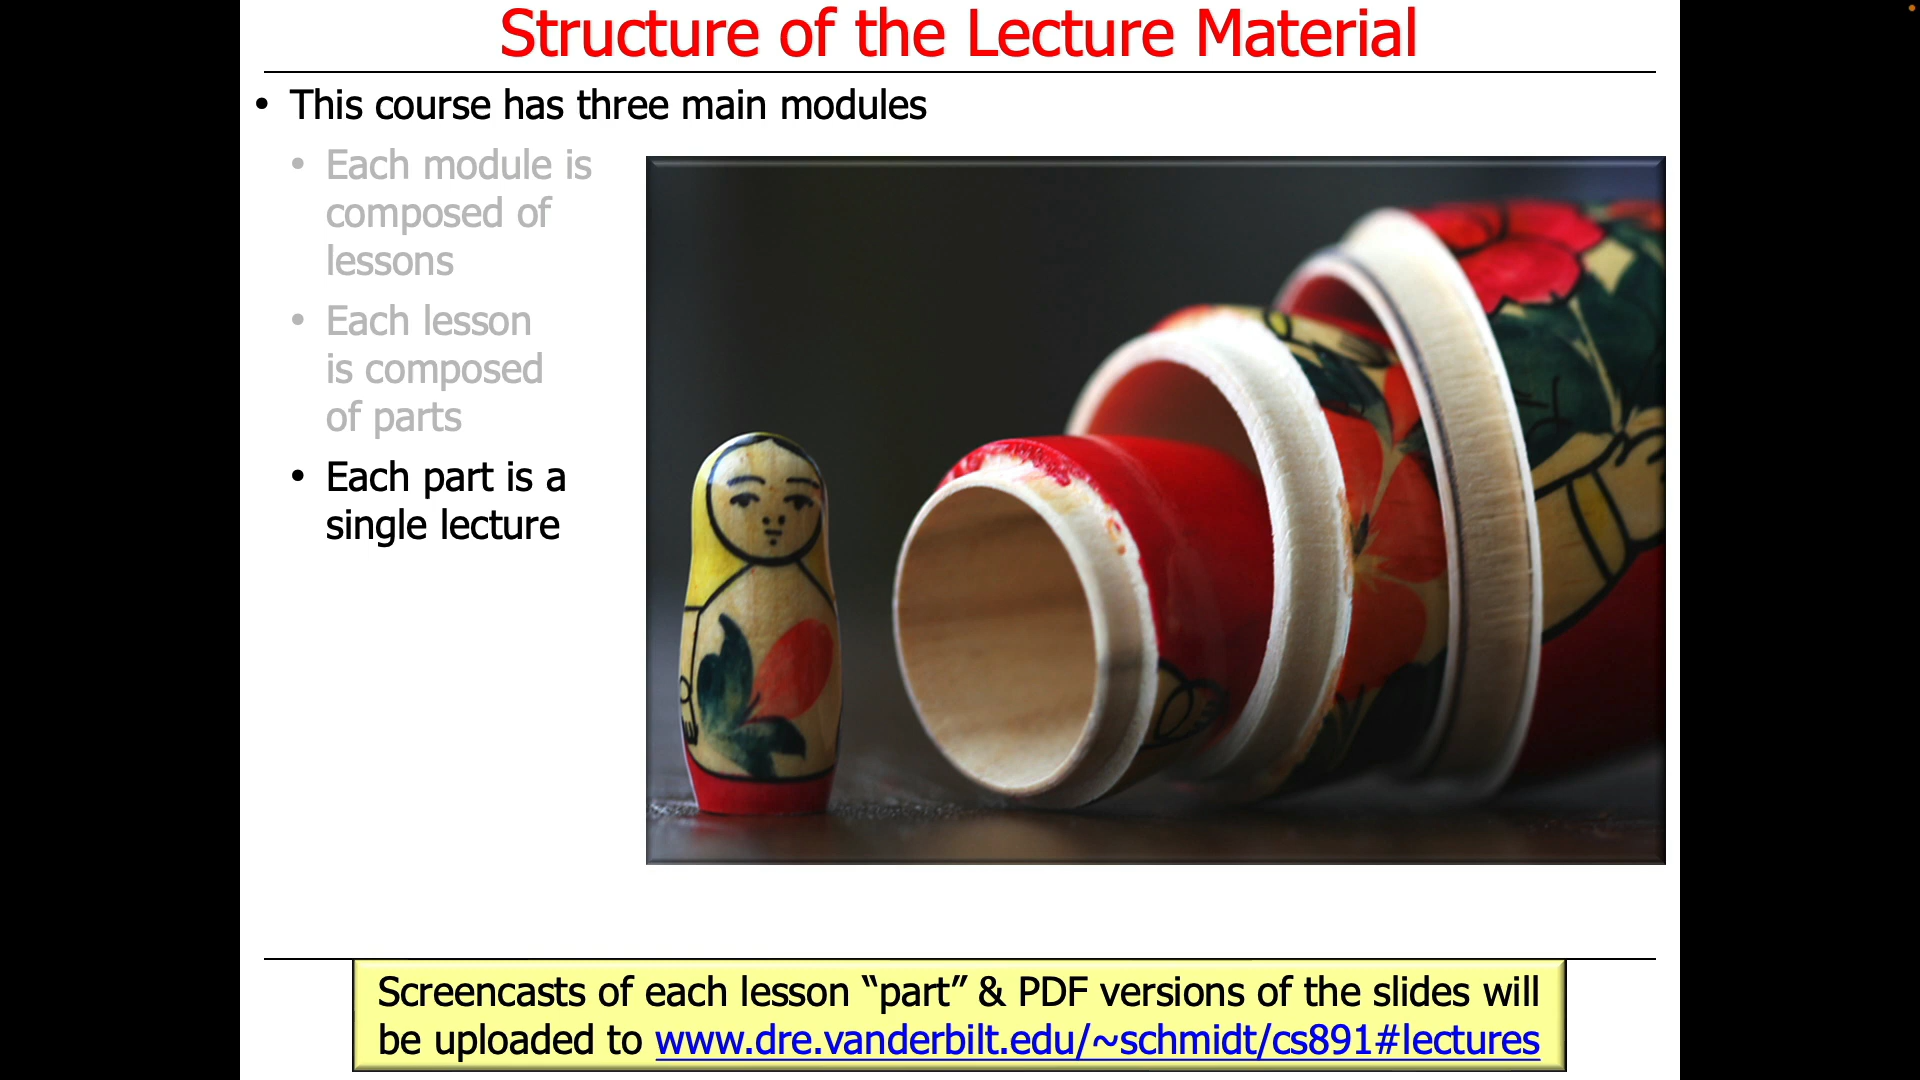 Structure of the Lecture Material
• This course has three main modules
• Each module is
composed of
lessons
• Each lesson
is composed
of parts
• Each part is a
single lecture
Screencasts of each lesson “part” & PDF versions of the slides will
be uploaded to www.dre.vanderbilt.edu/~schmidt/cs891#lectures